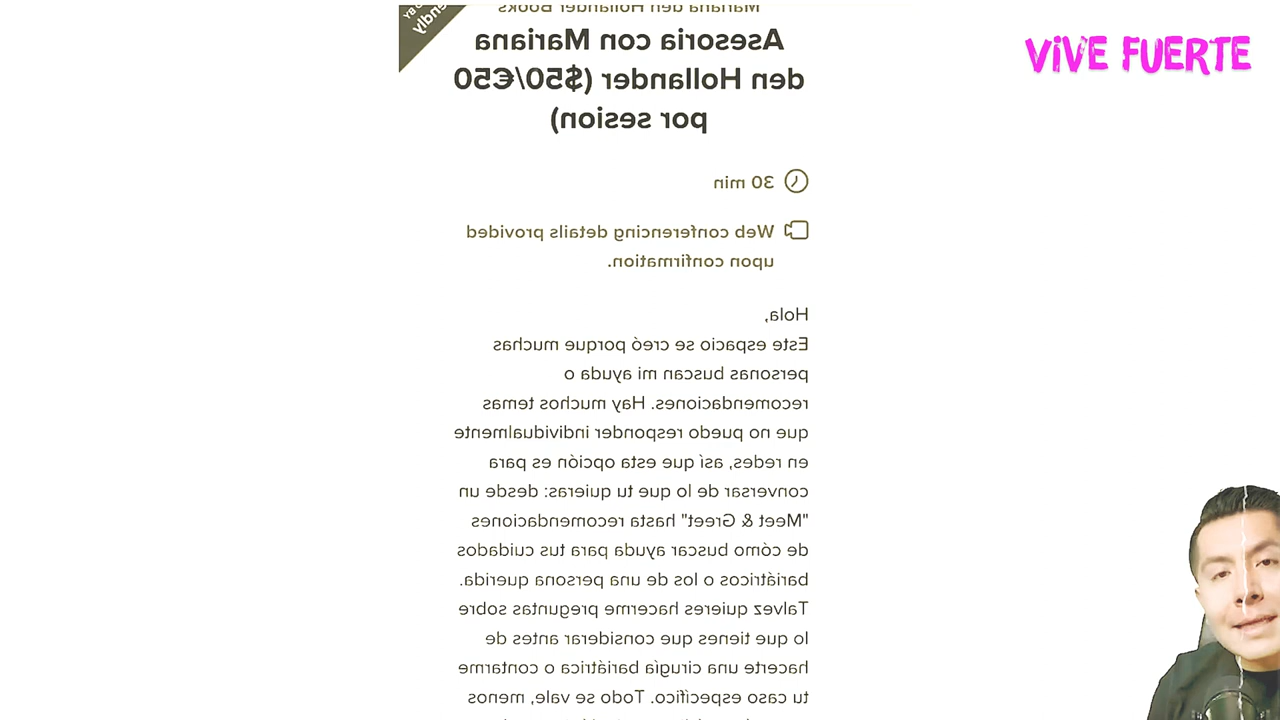 VIVE FUERTE
Mariana den Hollander Books
Asesoria con Mariana
den Hollander ($50/€50
por sesion)
30 min
Web conferencing details provided
upon confirmation.
Hola,
Este espacio se creó porque muchas
personas buscan mi ayuda o
recomendaciones. Hay muchos temas
que no puedo responder individualmente
en redes, así que esta opción es para
conversar de lo que tu quieras: desde un
"Meet & Greet" hasta recomendaciones
de cómo buscar ayuda para tus cuidados
bariátricos o los de una persona querida.
Talvez quieres hacerme preguntas sobre
lo que tienes que considerar antes de
hacerte una cirugía bariátrica o contarme
tu caso específico. Todo se vale, menos